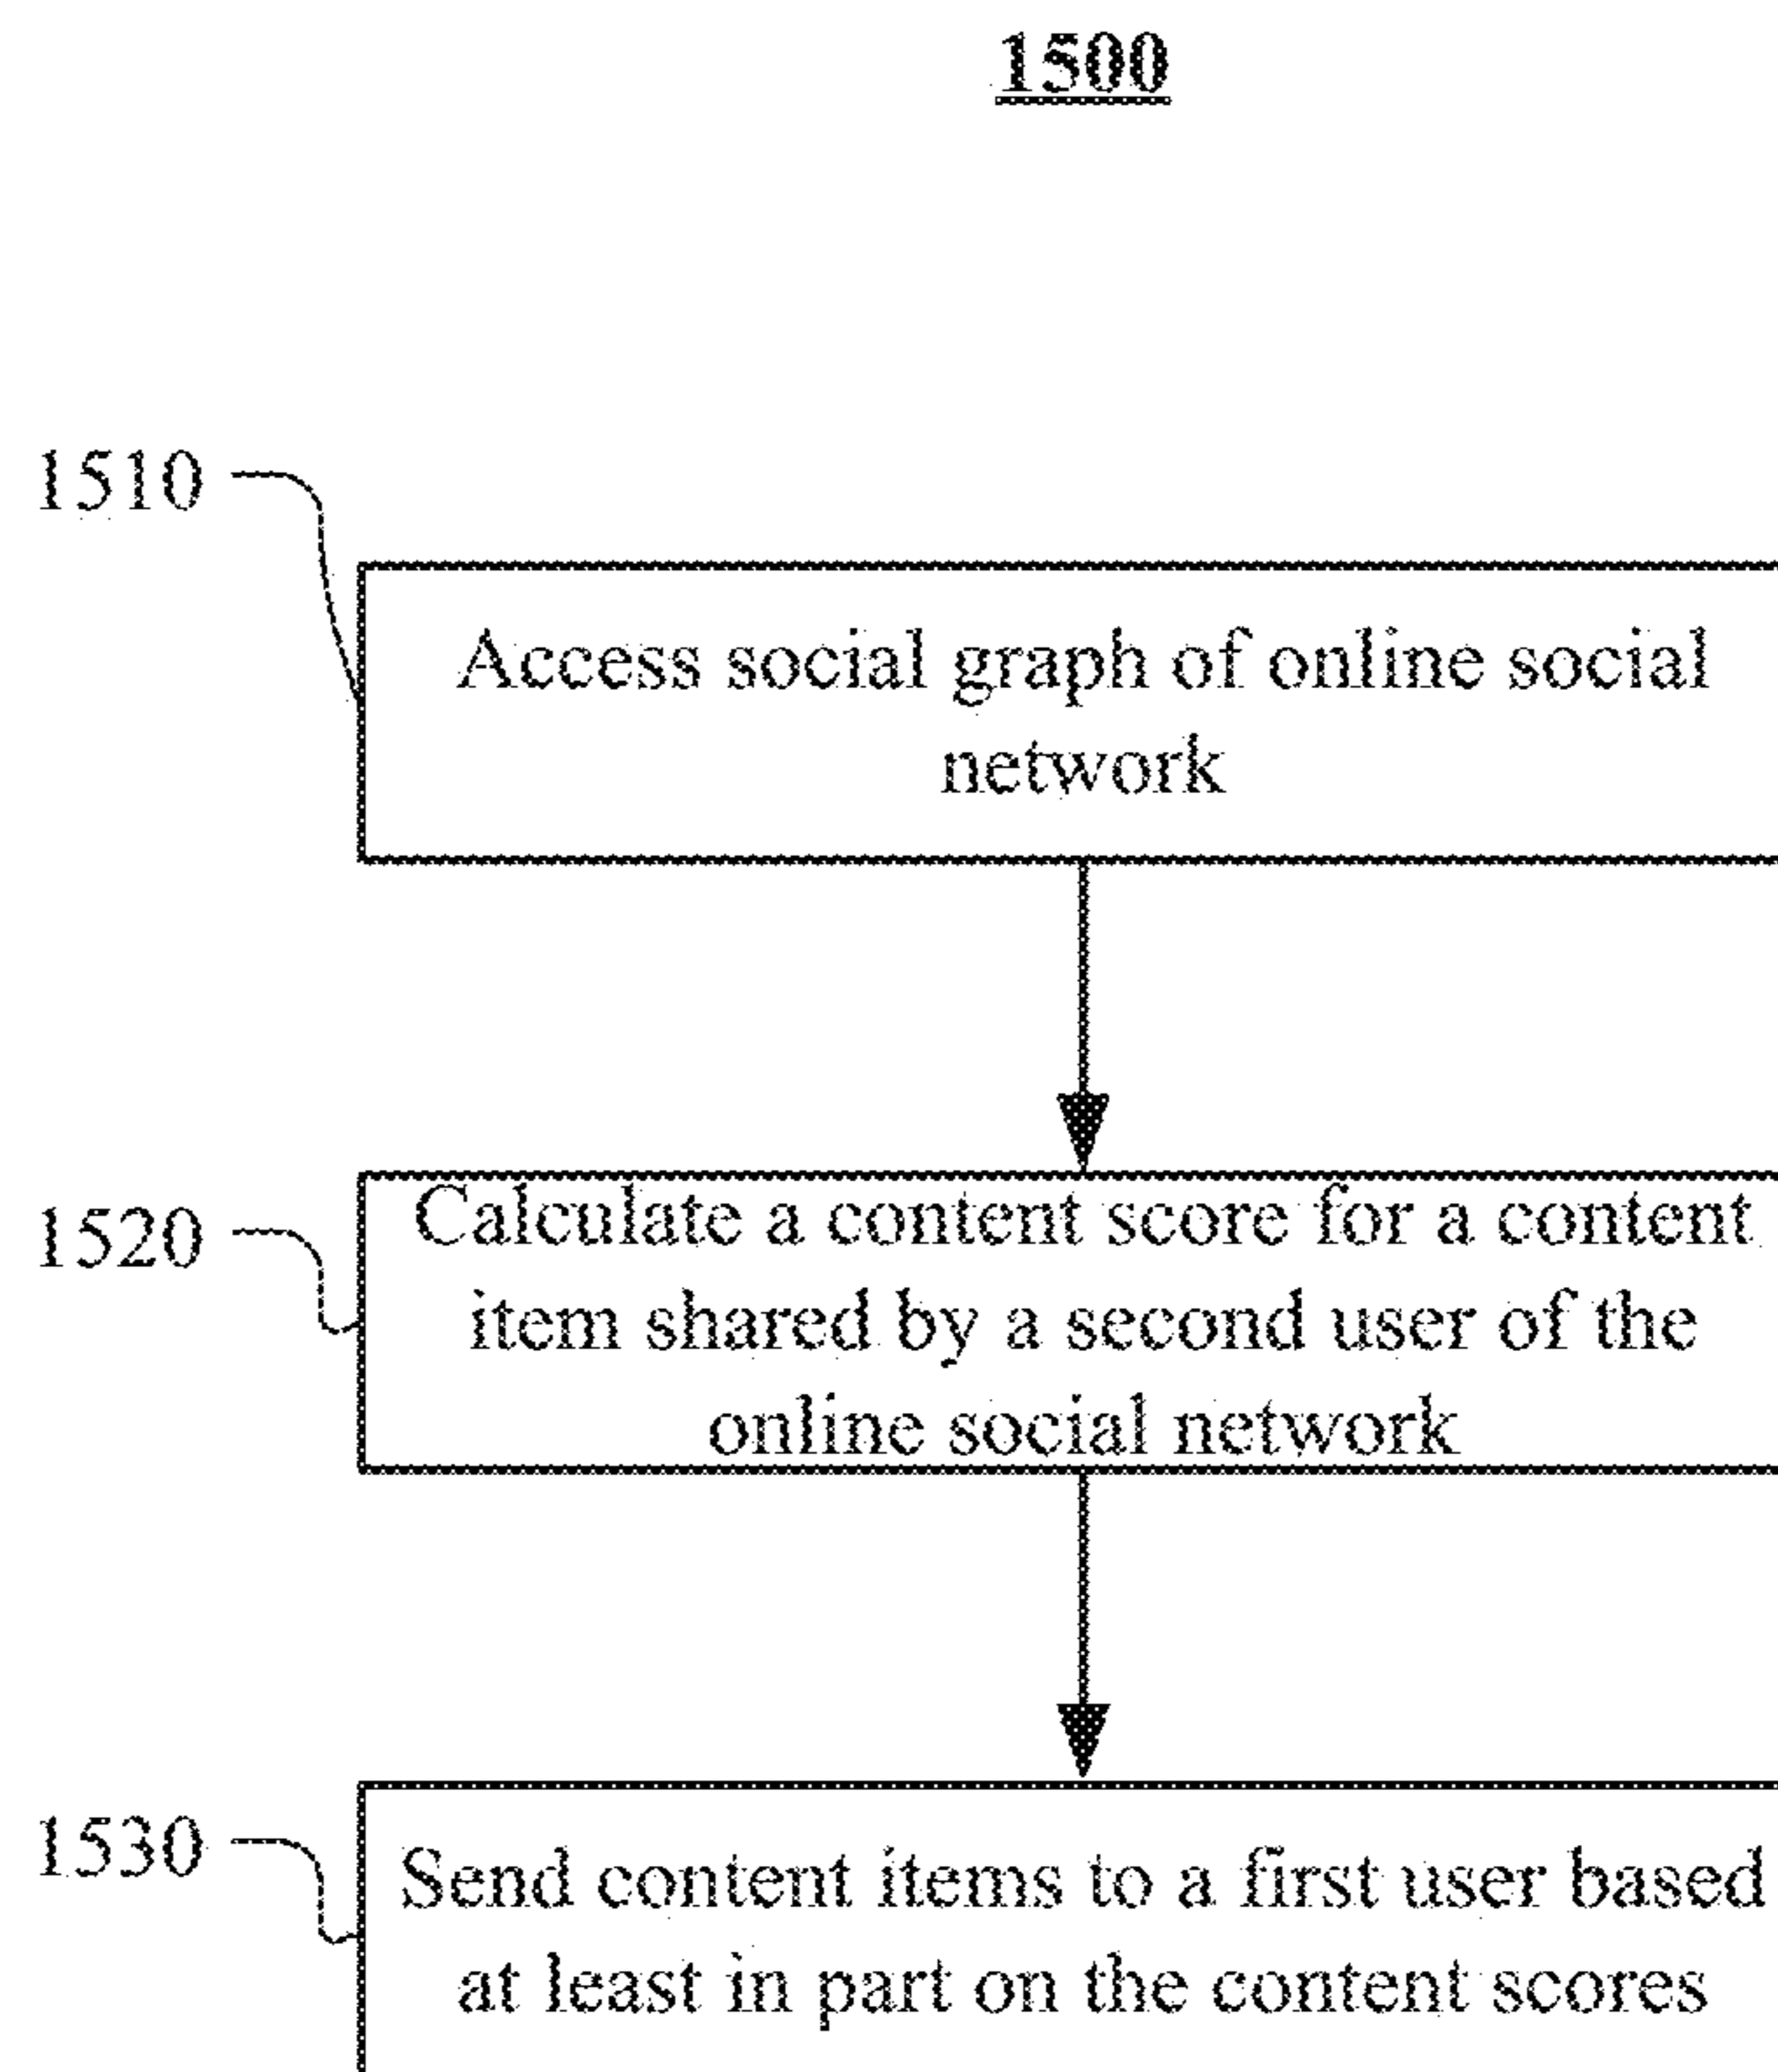 1500
1510
Access social graph of online social
network
1520
Calculate a content score for a content
item shared by a second user of the
online social network
1530
Send content items to a first user based
at least in part on the content scores